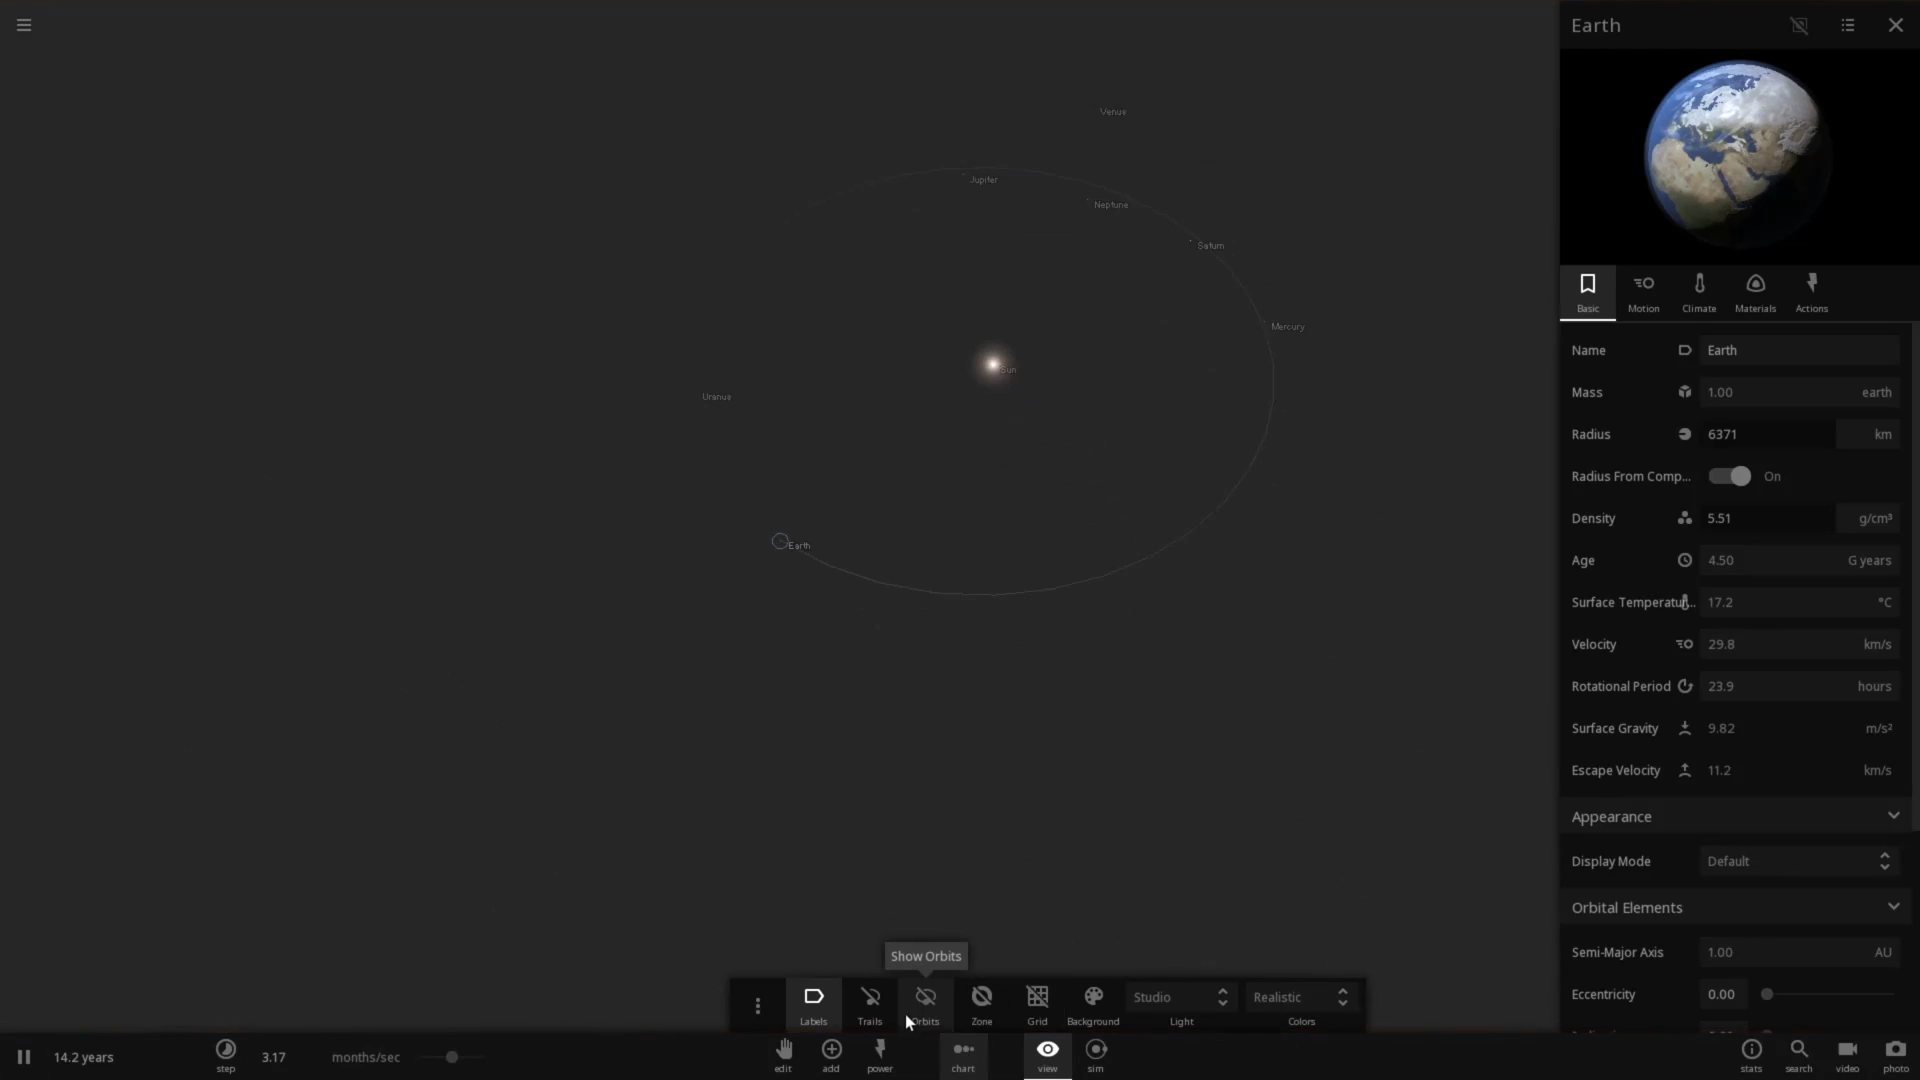 Earth
Venus
Jupiter
Neptune
Saturn
Mercury
Sun
Uranus
Earth
Basic
Motion
Climate
Materials
Actions
Name Earth
Mass 1.00 earth
Radius 6371 km
Radius From Comp... On
Density 5.51 g/cm³
Age 4.50 G years
Surface Temperatur... 17.2 °C
Velocity 29.8 km/s
Rotational Period 23.9 hours
Surface Gravity 9.82 m/s²
Escape Velocity 11.2 km/s
Appearance
Display Mode Default
Orbital Elements
Semi-Major Axis 1.00 AU
Eccentricity 0.00
Show Orbits
Studio Realistic
Labels Trails Orbits Zone Grid Background Light Colors
14.2 years
step
3.17 months/sec
edit add power chart view sim
stats search video photo